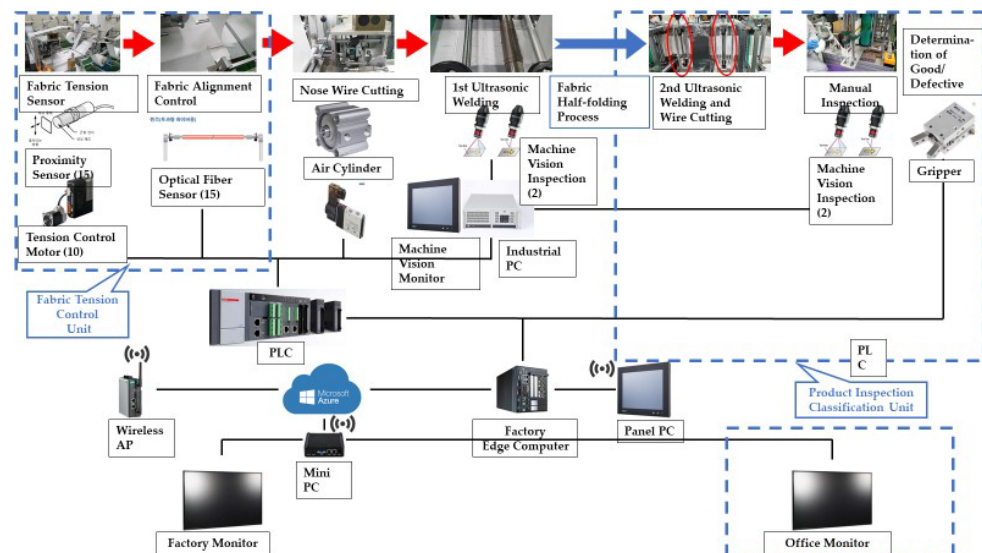 Fabric Tension
Sensor
Fabric Alignment
Control
Nose Wire Cutting
1st Ultrasonic
Welding
Fabric
Half-folding
Process
2nd Ultrasonic
Welding and
Wire Cutting
Manual
Inspection
Determina-
tion of
Good/
Defective
Proximity
Sensor (15)
Optical Fiber
Sensor (15)
Air Cylinder
Machine
Vision
Inspection
(2)
Machine
Vision
Inspection
(2)
Gripper
Tension Control
Motor (10)
Machine
Vision
Monitor
Industrial
PC
Fabric Tension
Control
Unit
PLC
PL
C
Product Inspection
Classification Unit
Microsoft
Azure
Wireless
AP
Mini
PC
Factory
Edge Computer
Panel PC
Factory Monitor
Office Monitor